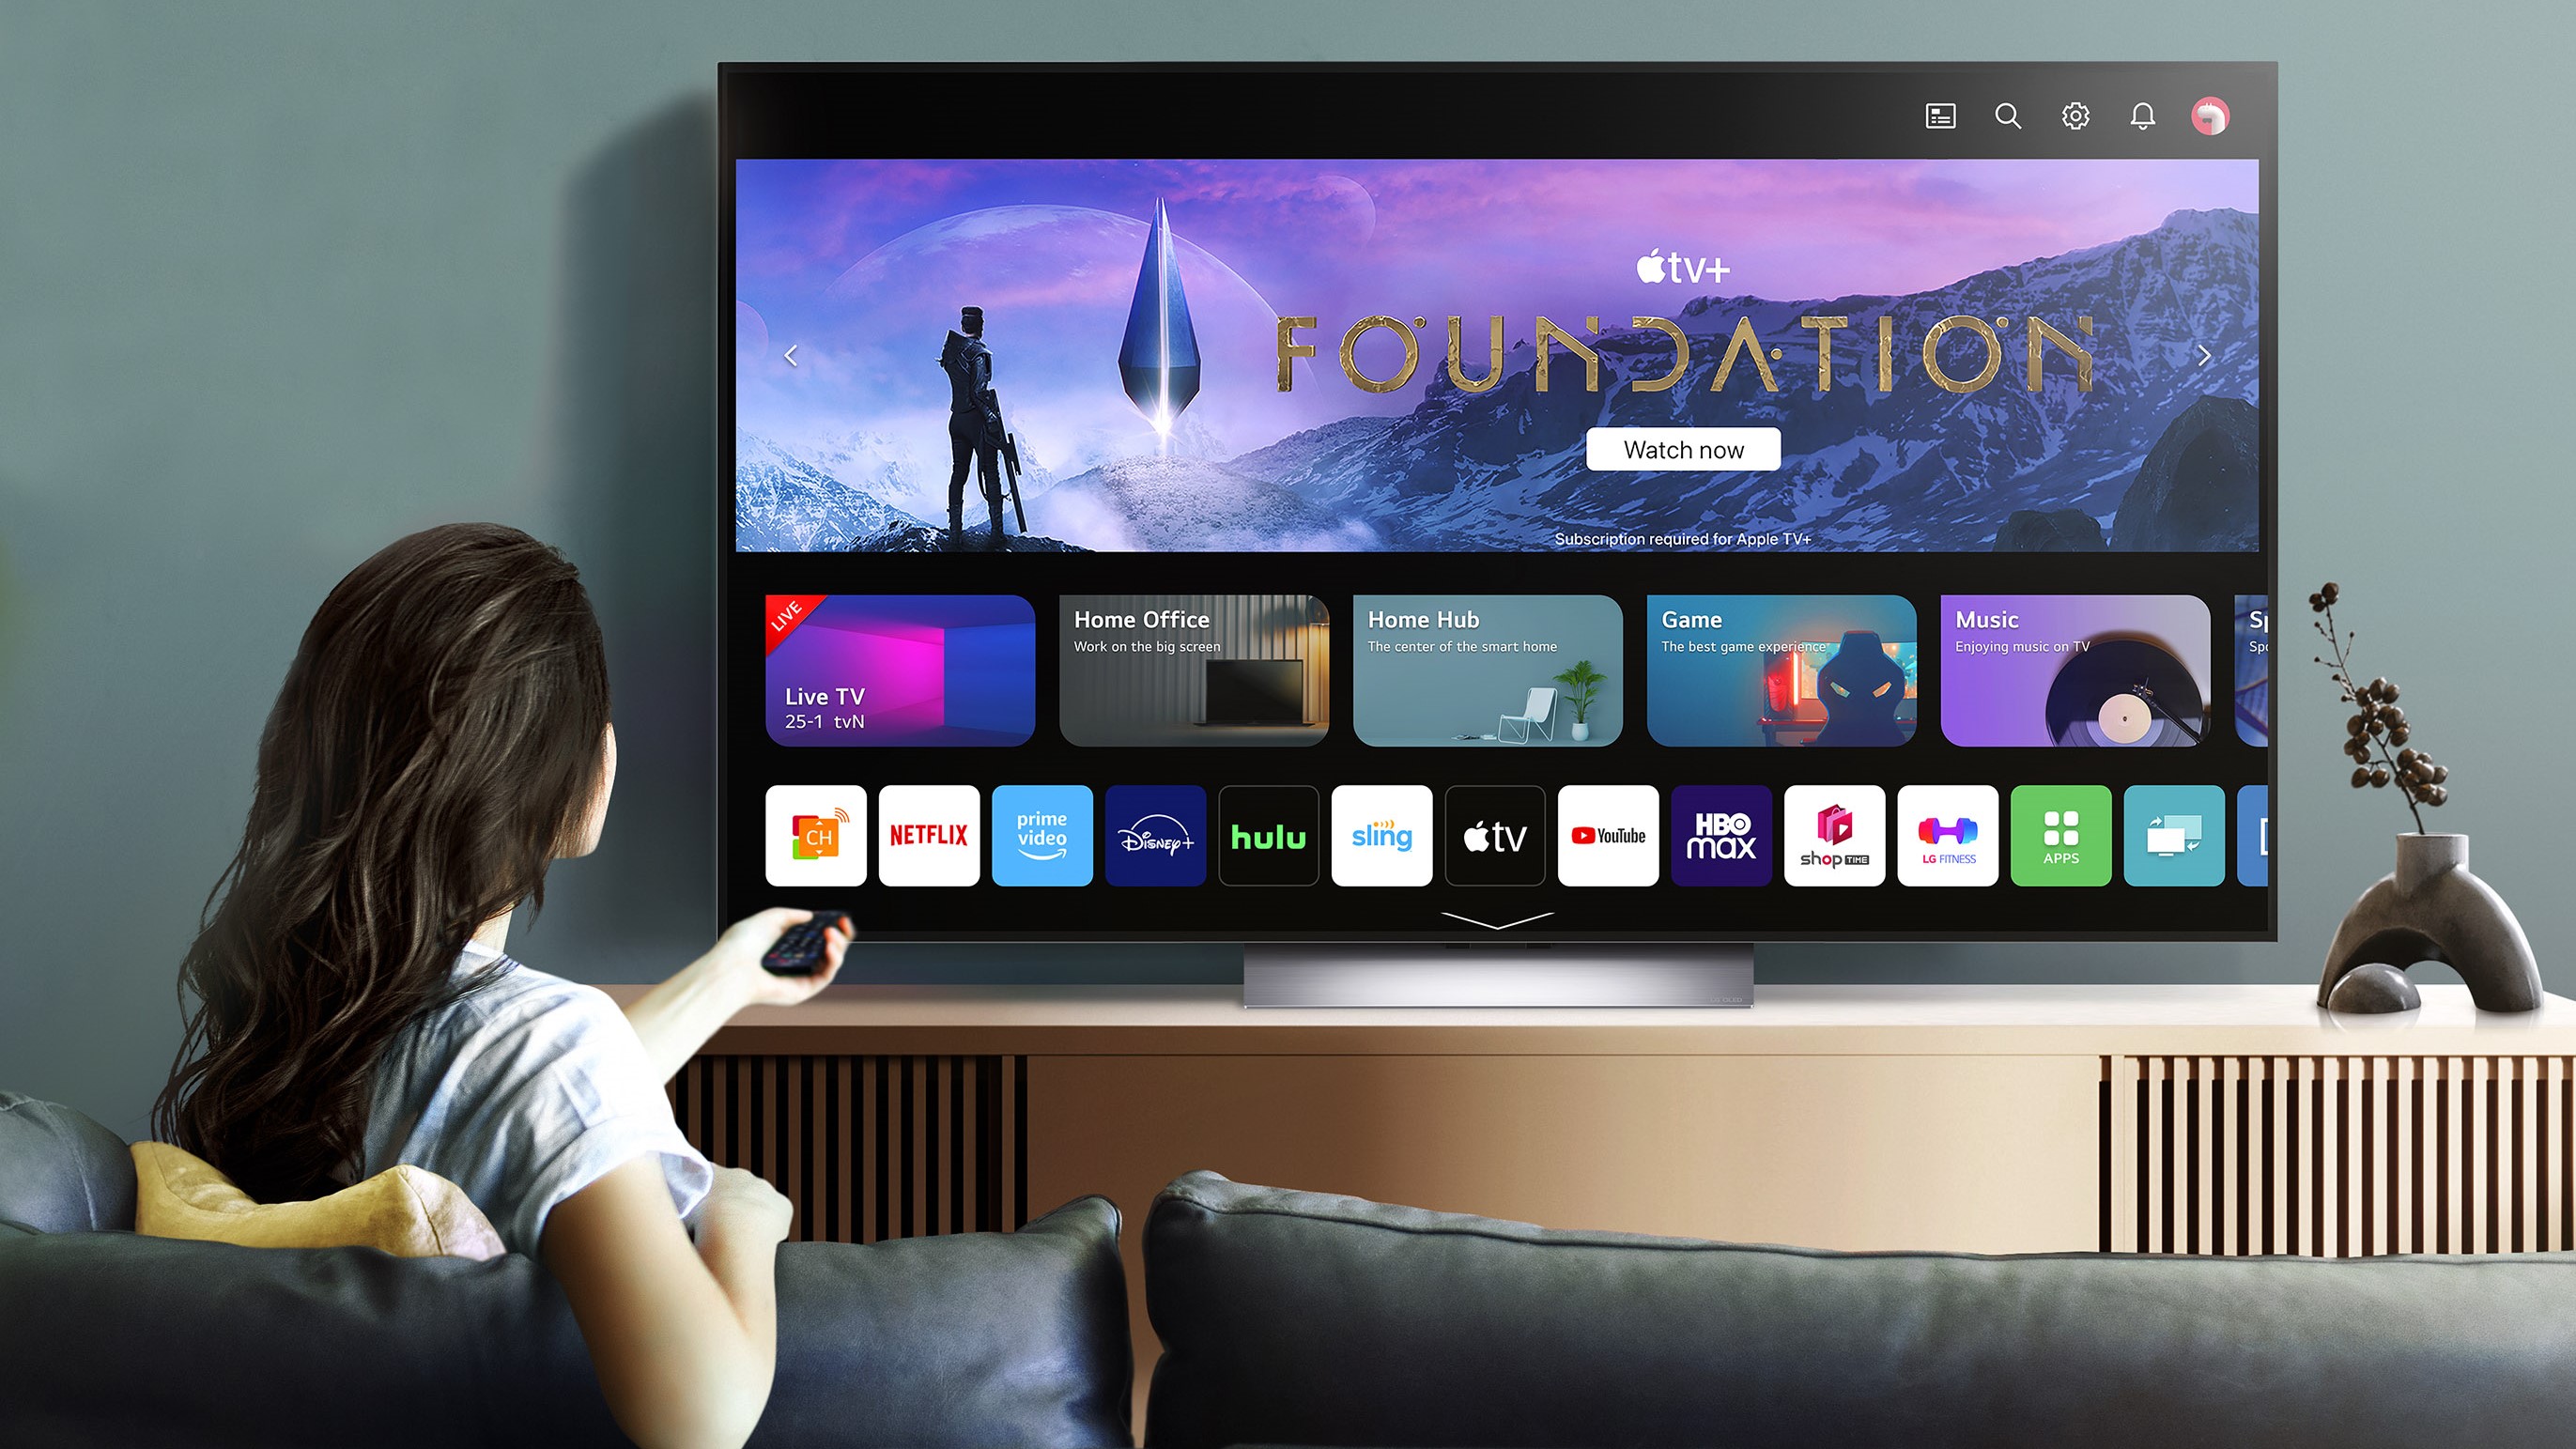 tv+
FOUNDATION
Watch now
Subscription required for Apple TV+
LIVE
Live TV
25-1 tvN
Home Office
Work on the big screen
Home Hub
The center of the smart home
Game
The best game experience
Music
Enjoying music on TV
CH
NETFLIX
prime
video
Disney+
hulu
sling
tv
YouTube
HBO
max
shop TIME
LG FITNESS
APPS